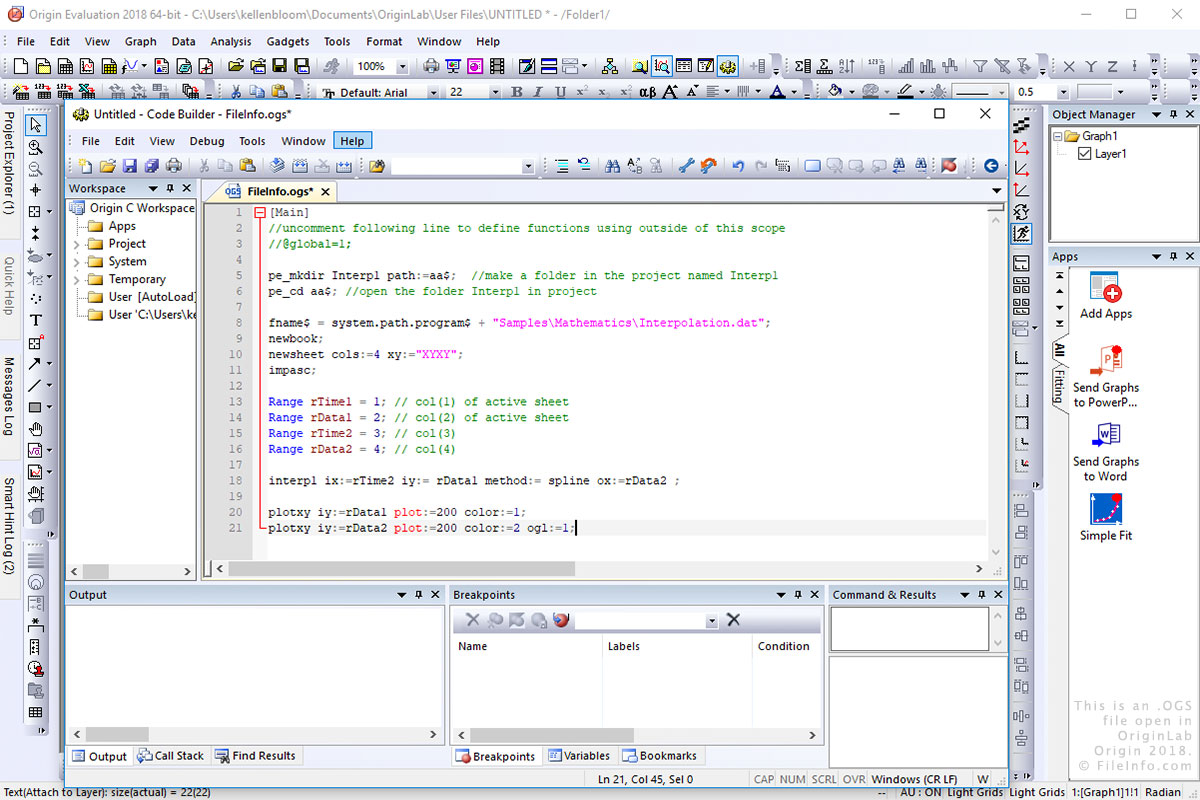 Origin Evaluation 2018 64-bit - C:\Users\kellenbloom\Documents\OriginLab\User Files\UNTITLED * - /Folder1/
File Edit View Graph Data Analysis Gadgets Tools Format Window Help
100%
Default: Arial 22 B I U αβ A A A 0.5
X Y Z
Project Explorer (1)
Quick Help
Messages Log
Smart Hint Log (2)
Untitled - Code Builder - FileInfo.ogs*
File Edit View Debug Tools Window Help
Workspace
Origin C Workspace
Apps
Project
System
Temporary
User [AutoLoad]
User 'C:\Users\ke
FileInfo.ogs*
1 [Main]
2 //uncomment following line to define functions using outside of this scope
3 //@global=1;
4
5 pe_mkdir Interp1 path:=aa$; //make a folder in the project named Interp1
6 pe_cd aa$; //open the folder Interp1 in project
7
8 fname$ = system.path.program$ + "Samples\Mathematics\Interpolation.dat";
9 newbook;
10 newsheet cols:=4 xy:="XYXY";
11 impasc;
12
13 Range rTime1 = 1; // col(1) of active sheet
14 Range rData1 = 2; // col(2) of active sheet
15 Range rTime2 = 3; // col(3)
16 Range rData2 = 4; // col(4)
17
18 interp1 ix:=rTime2 iy:= rData1 method:= spline ox:=rData2 ;
19
20 plotxy iy:=rData1 plot:=200 color:=1;
21 plotxy iy:=rData2 plot:=200 color:=2 ogl:=1;
Output
Output Call Stack Find Results
Breakpoints
Name Labels Condition
Breakpoints Variables Bookmarks
Command & Results
Ln 21, Col 45, Sel 0 CAP NUM SCRL OVR Windows (CR LF) W
Object Manager
Graph1
Layer1
Apps
All
Fitting
Add Apps
Send Graphs
to PowerP...
Send Graphs
to Word
Simple Fit
This is an .OGS
file open in
OriginLab
Origin 2018.
© FileInfo.com
Text(Attach to Layer): size(actual) = 22(22) -- AU : ON Light Grids Light Grids 1:[Graph1]1!1 Radian